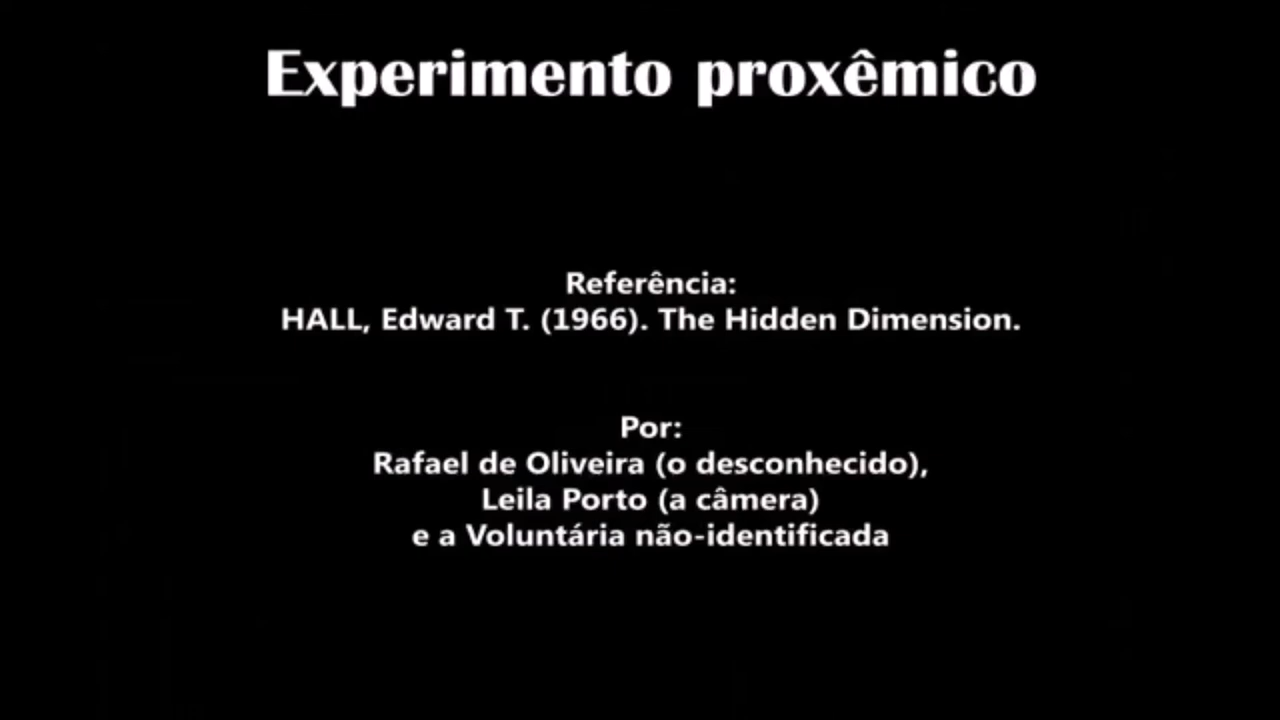 Experimento proxêmico
Referência:
HALL, Edward T. (1966). The Hidden Dimension.
Por:
Rafael de Oliveira (o desconhecido),
Leila Porto (a câmera)
e a Voluntária não-identificada